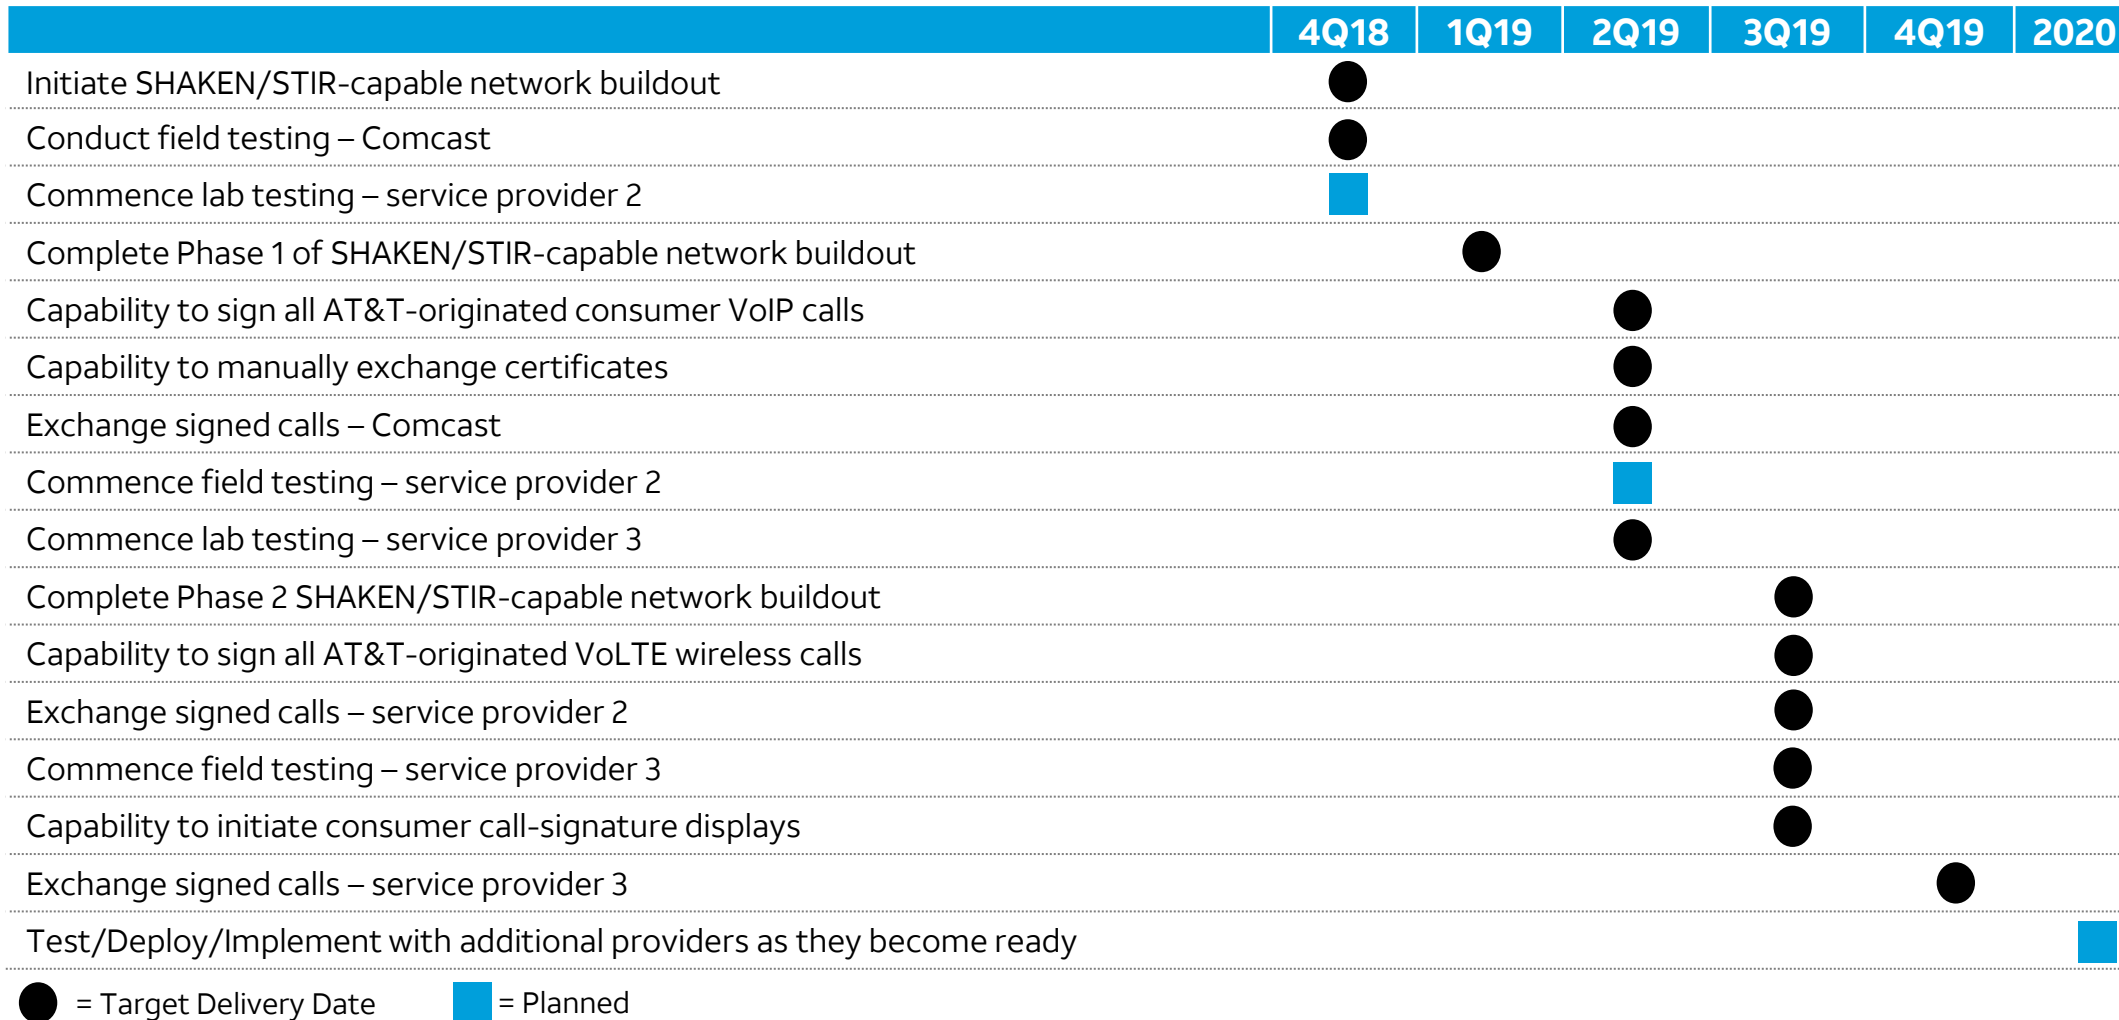 4Q18 1Q19 2Q19 3Q19 4Q19 2020
Initiate SHAKEN/STIR-capable network buildout
Conduct field testing – Comcast
Commence lab testing – service provider 2
Complete Phase 1 of SHAKEN/STIR-capable network buildout
Capability to sign all AT&T-originated consumer VoIP calls
Capability to manually exchange certificates
Exchange signed calls – Comcast
Commence field testing – service provider 2
Commence lab testing – service provider 3
Complete Phase 2 SHAKEN/STIR-capable network buildout
Capability to sign all AT&T-originated VoLTE wireless calls
Exchange signed calls – service provider 2
Commence field testing – service provider 3
Capability to initiate consumer call-signature displays
Exchange signed calls – service provider 3
Test/Deploy/Implement with additional providers as they become ready
= Target Delivery Date = Planned